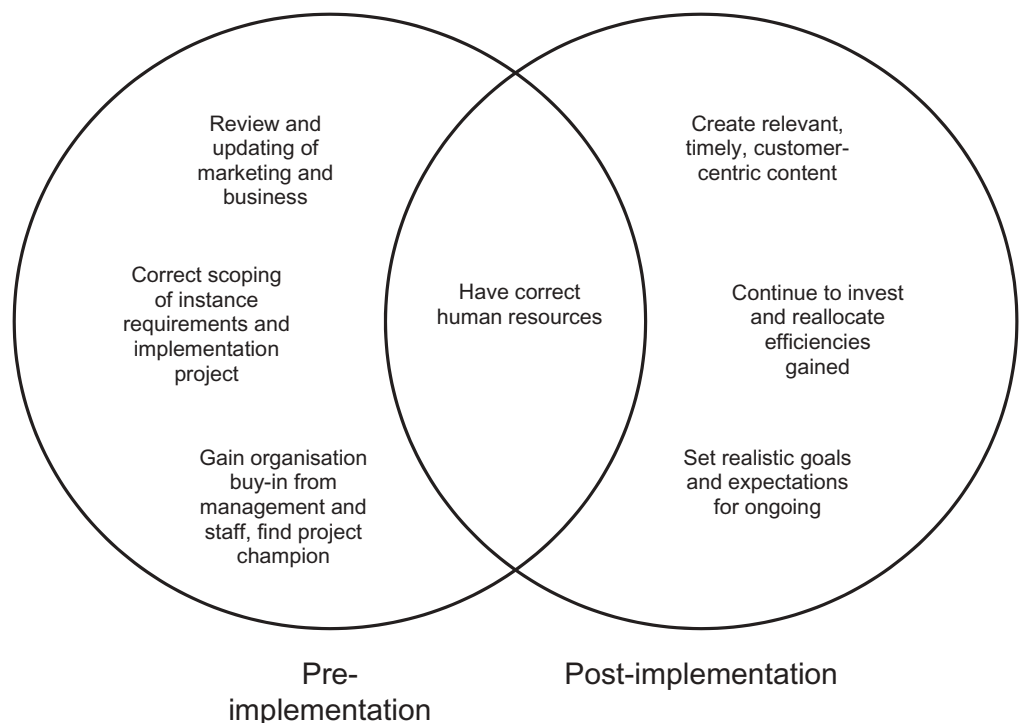 Review and
updating of
marketing and
business
Correct scoping
of instance
requirements and
implementation
project
Gain organisation
buy-in from
management and
staff, find project
champion
Have correct
human resources
Create relevant,
timely, customer-
centric content
Continue to invest
and reallocate
efficiencies
gained
Set realistic goals
and expectations
for ongoing
Pre-
implementation
Post-implementation